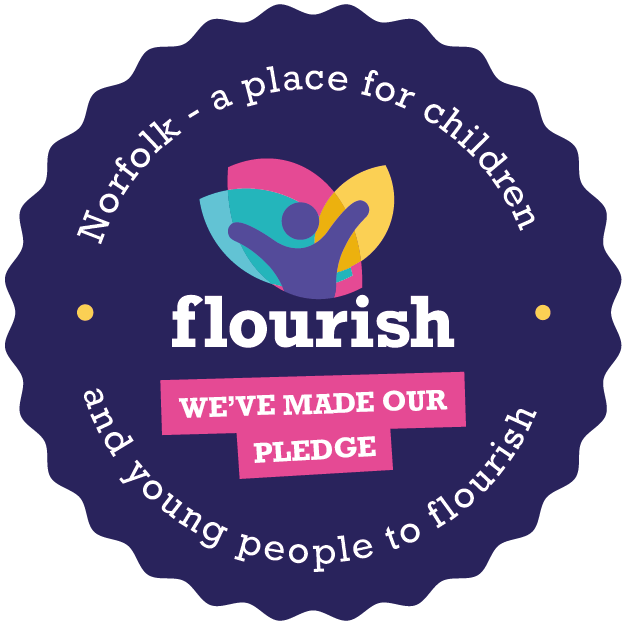 Norfolk - a place for children
flourish
WE'VE MADE OUR
PLEDGE
and young people to flourish